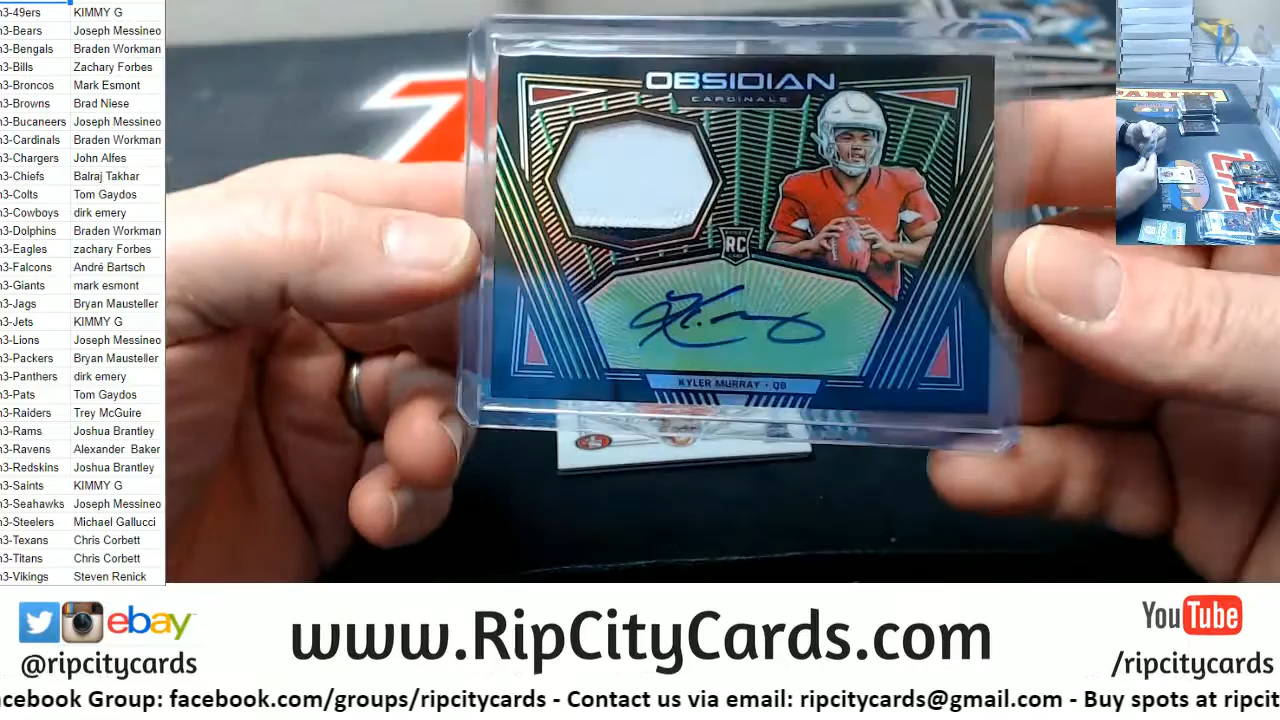 n3-49ers KIMMY G
n3-Bears Joseph Messineo
n3-Bengals Braden Workman
n3-Bills Zachary Forbes
n3-Broncos Mark Esmont
n3-Browns Brad Niese
n3-Bucaneers Joseph Messineo
n3-Cardinals Braden Workman
n3-Chargers John Alfes
n3-Chiefs Balraj Takhar
n3-Colts Tom Gaydos
n3-Cowboys dirk emery
n3-Dolphins Braden Workman
n3-Eagles zachary Forbes
n3-Falcons André Bartsch
n3-Giants mark esmont
n3-Jags Bryan Mausteller
n3-Jets KIMMY G
n3-Lions Joseph Messineo
n3-Packers Bryan Mausteller
n3-Panthers dirk emery
n3-Pats Tom Gaydos
n3-Raiders Trey McGuire
n3-Rams Joshua Brantley
n3-Ravens Alexander Baker
n3-Redskins Joshua Brantley
n3-Saints KIMMY G
n3-Seahawks Joseph Messineo
n3-Steelers Michael Gallucci
n3-Texans Chris Corbett
n3-Titans Chris Corbett
n3-Vikings Steven Renick
OBSIDIAN
CARDINALS
RC
KYLER MURRAY • QB
PANINI
ebay
@ripcitycards
www.RipCityCards.com
YouTube
/ripcitycards
acebook Group: facebook.com/groups/ripcitycards - Contact us via email: ripcitycards@gmail.com - Buy spots at ripcit